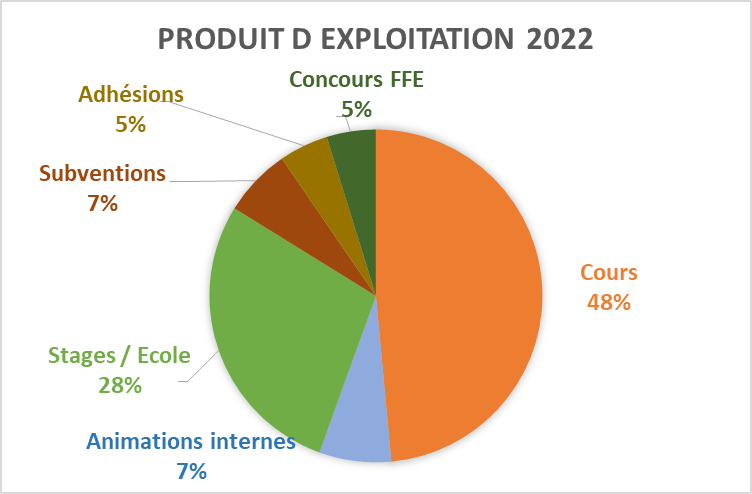 PRODUIT D EXPLOITATION 2022
Concours FFE
5%
Adhésions
5%
Subventions
7%
Cours
48%
Stages / Ecole
28%
Animations internes
7%